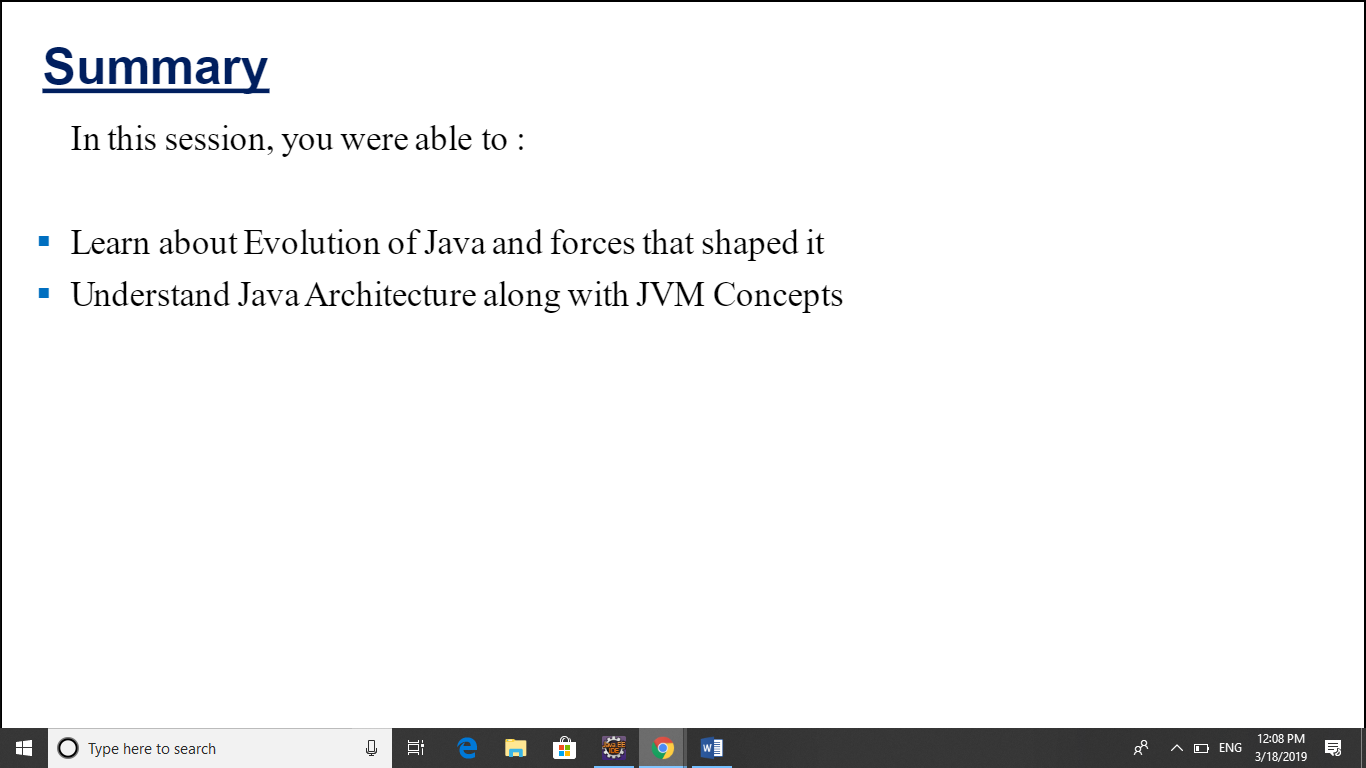 Summary
In this session, you were able to :
Learn about Evolution of Java and forces that shaped it
Understand Java Architecture along with JVM Concepts
Type here to search
ENG
12:08 PM
3/18/2019